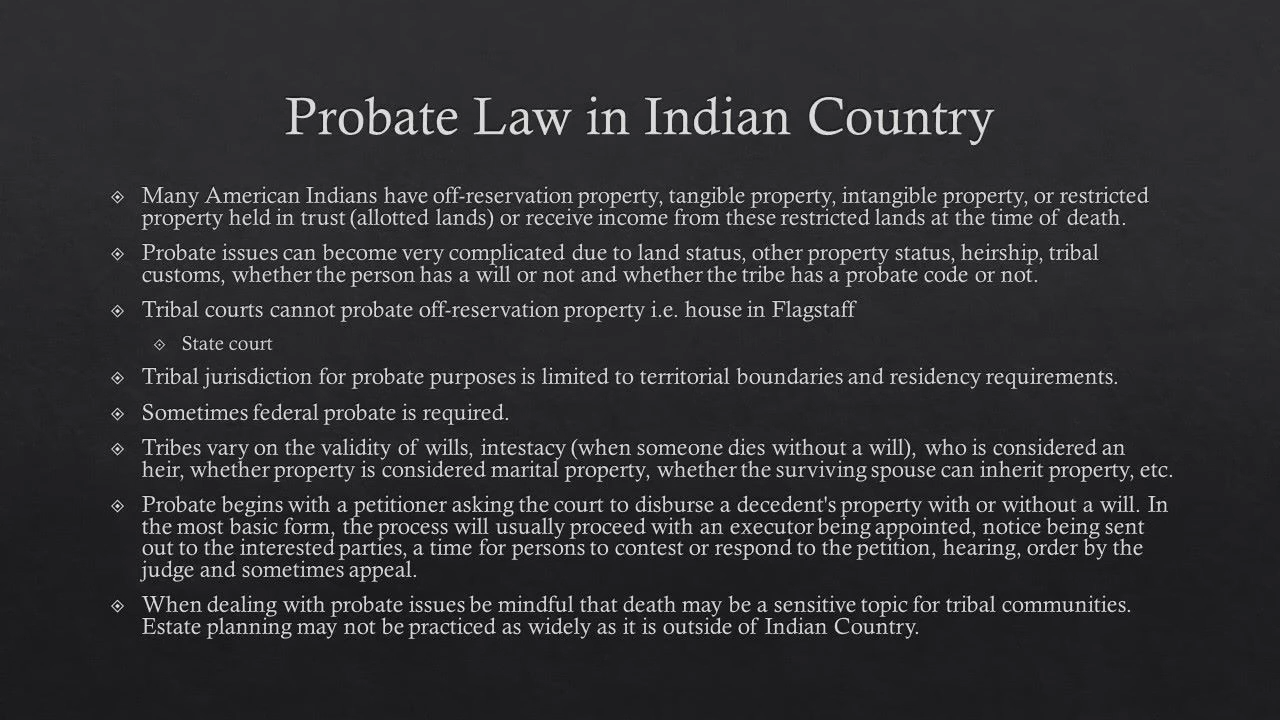 Probate Law in Indian Country
Many American Indians have off-reservation property, tangible property, intangible property, or restricted
property held in trust (allotted lands) or receive income from these restricted lands at the time of death.
Probate issues can become very complicated due to land status, other property status, heirship, tribal
customs, whether the person has a will or not and whether the tribe has a probate code or not.
Tribal courts cannot probate off-reservation property i.e. house in Flagstaff
State court
Tribal jurisdiction for probate purposes is limited to territorial boundaries and residency requirements.
Sometimes federal probate is required.
Tribes vary on the validity of wills, intestacy (when someone dies without a will), who is considered an
heir, whether property is considered marital property, whether the surviving spouse can inherit property, etc.
Probate begins with a petitioner asking the court to disburse a decedent's property with or without a will. In
the most basic form, the process will usually proceed with an executor being appointed, notice being sent
out to the interested parties, a time for persons to contest or respond to the petition, hearing, order by the
judge and sometimes appeal.
When dealing with probate issues be mindful that death may be a sensitive topic for tribal communities.
Estate planning may not be practiced as widely as it is outside of Indian Country.